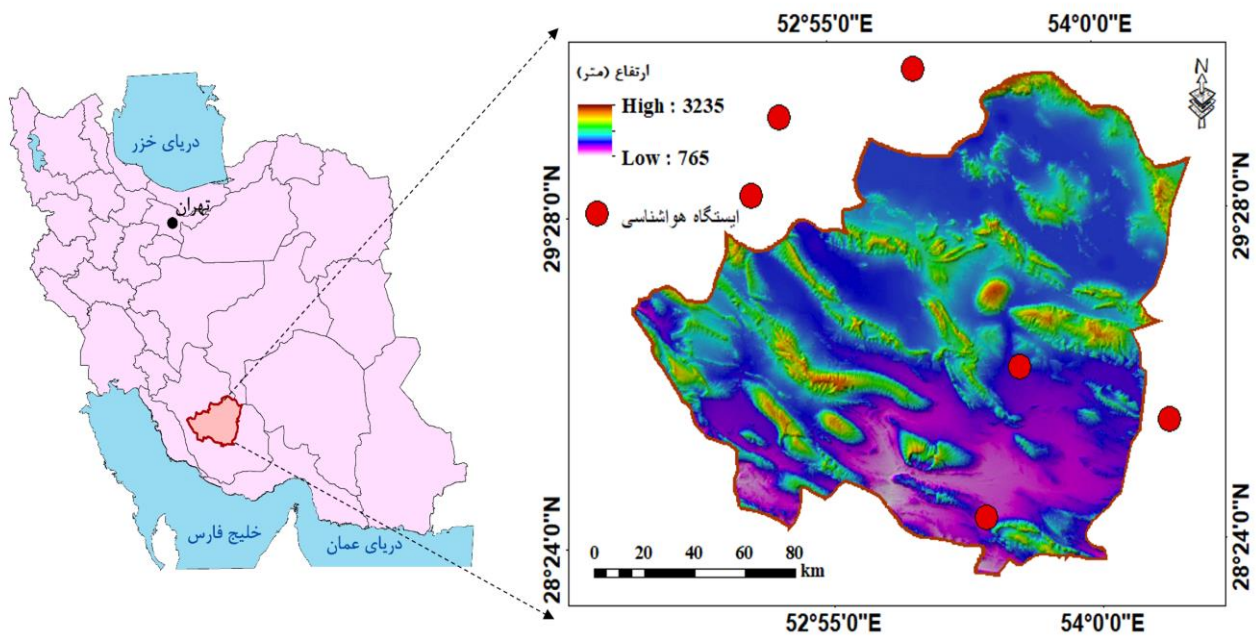 دریای خزر
تهران
خلیج فارس
دریای عمان
52°55'0"E
54°0'0"E
ارتفاع (متر)
High : 3235
Low : 765
ایستگاه هواشناسی
N
29°28'0"N
29°28'0"N
28°24'0"N
28°24'0"N
0 20 40 60 80
km
52°55'0"E
54°0'0"E